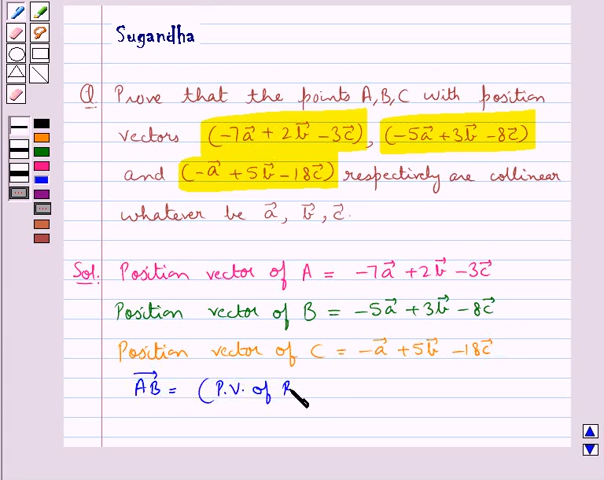 Sugandha
Q Prove that the points A, B, C with position
vectors (-7a⃗ + 2b⃗ - 3c⃗), (-5a⃗ + 3b⃗ - 8c⃗)
and (-a⃗ + 5b⃗ - 18c⃗) respectively are collinear
whatever be a⃗, b⃗, c⃗.
Sol: Position vector of A = -7a⃗ + 2b⃗ - 3c⃗
Position vector of B = -5a⃗ + 3b⃗ - 8c⃗
Position vector of C = -a⃗ + 5b⃗ - 18c⃗
A⃗B⃗ = (P.V. of B